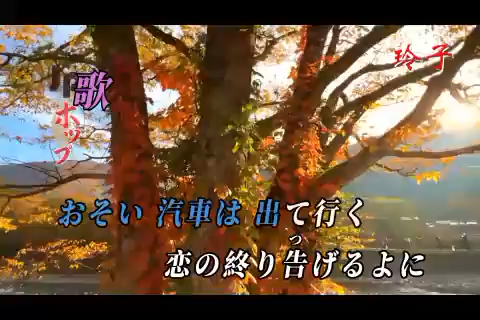 玲子
歌
ホップ
おそい 汽車は 出て行く
っ
恋の終り告げるよに